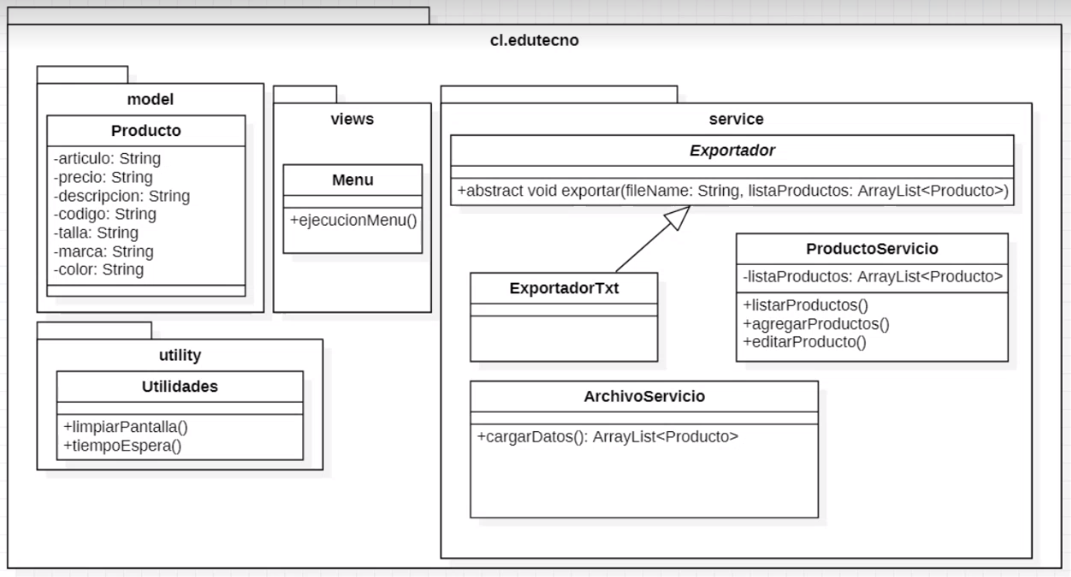 cl.edutecno
model
Producto
-articulo: String
-precio: String
-descripcion: String
-codigo: String
-talla: String
-marca: String
-color: String
views
Menu
+ejecucionMenu()
service
Exportador
+abstract void exportar(fileName: String, listaProductos: ArrayList<Producto>)
ExportadorTxt
ProductoServicio
-listaProductos: ArrayList<Producto>
+listarProductos()
+agregarProductos()
+editarProducto()
ArchivoServicio
+cargarDatos(): ArrayList<Producto>
utility
Utilidades
+limpiarPantalla()
+tiempoEspera()